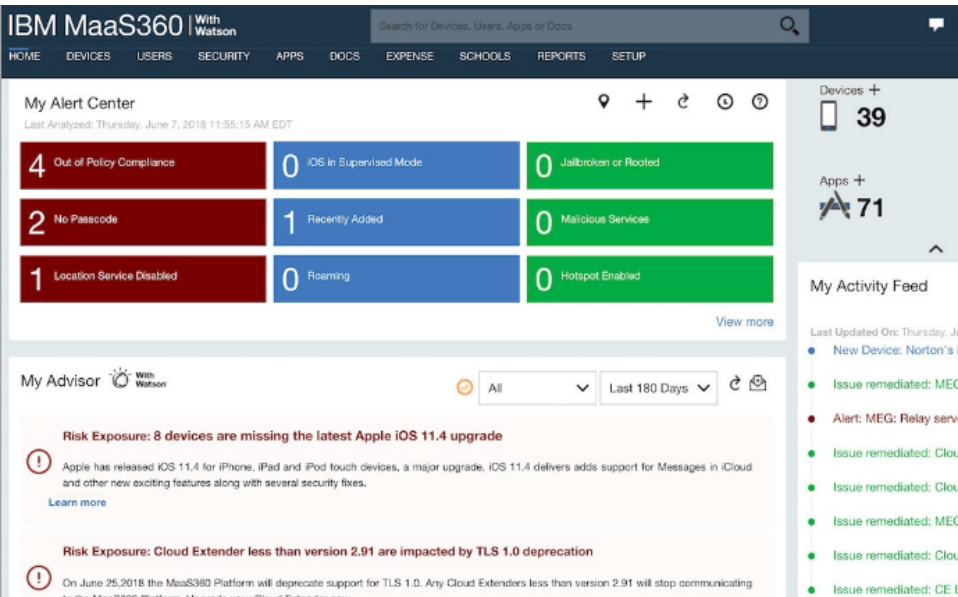 IBM MaaS360 With Watson
Search for Devices, Users, Apps or Docs
HOME DEVICES USERS SECURITY APPS DOCS EXPENSE SCHOOLS REPORTS SETUP
My Alert Center
Last Analyzed: Thursday, June 7, 2018 11:55:15 AM EDT
4 Out of Policy Compliance
0 iOS in Supervised Mode
0 Jailbroken or Rooted
2 No Passcode
1 Recently Added
0 Malicious Services
1 Location Service Disabled
0 Roaming
0 Hotspot Enabled
View more
My Advisor With Watson
All
Last 180 Days
Risk Exposure: 8 devices are missing the latest Apple iOS 11.4 upgrade
Apple has released iOS 11.4 for iPhone, iPad and iPod touch devices, a major upgrade. iOS 11.4 delivers adds support for Messages in iCloud
and other new exciting features along with several security fixes.
Learn more
Risk Exposure: Cloud Extender less than version 2.91 are impacted by TLS 1.0 deprecation
On June 25,2018 the MaaS360 Platform will deprecate support for TLS 1.0. Any Cloud Extenders less than version 2.91 will stop communicating
Devices +
39
Apps +
71
My Activity Feed
Last Updated On: Thursday, J
New Device: Norton's
Issue remediated: MEG
Alert: MEG: Relay serv
Issue remediated: Clou
Issue remediated: Clou
Issue remediated: MEG
Issue remediated: Clou
Issue remediated: CE